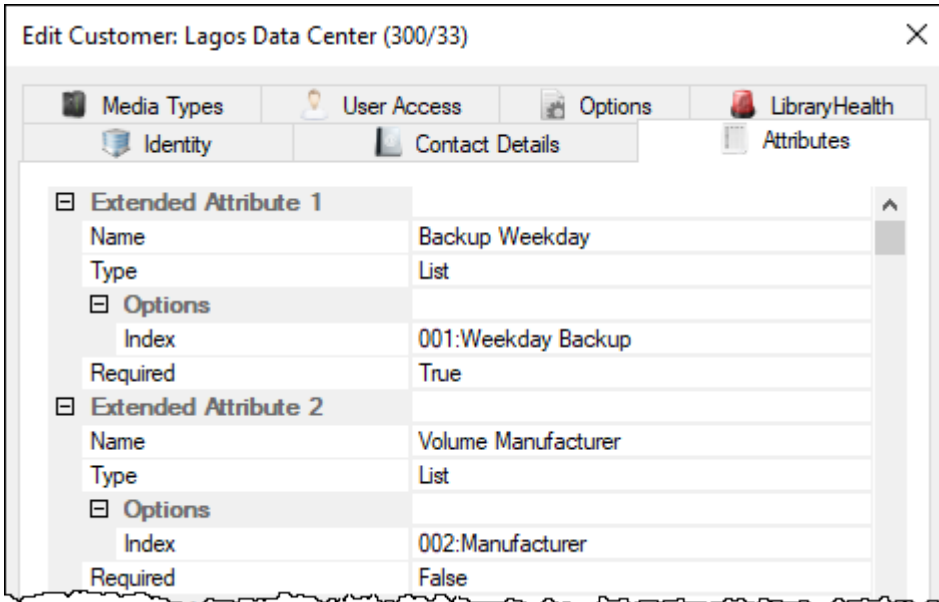 Edit Customer: Lagos Data Center (300/33)
Media Types User Access Options LibraryHealth
Identity Contact Details Attributes
Extended Attribute 1
Name Backup Weekday
Type List
Options
Index 001:Weekday Backup
Required True
Extended Attribute 2
Name Volume Manufacturer
Type List
Options
Index 002:Manufacturer
Required False